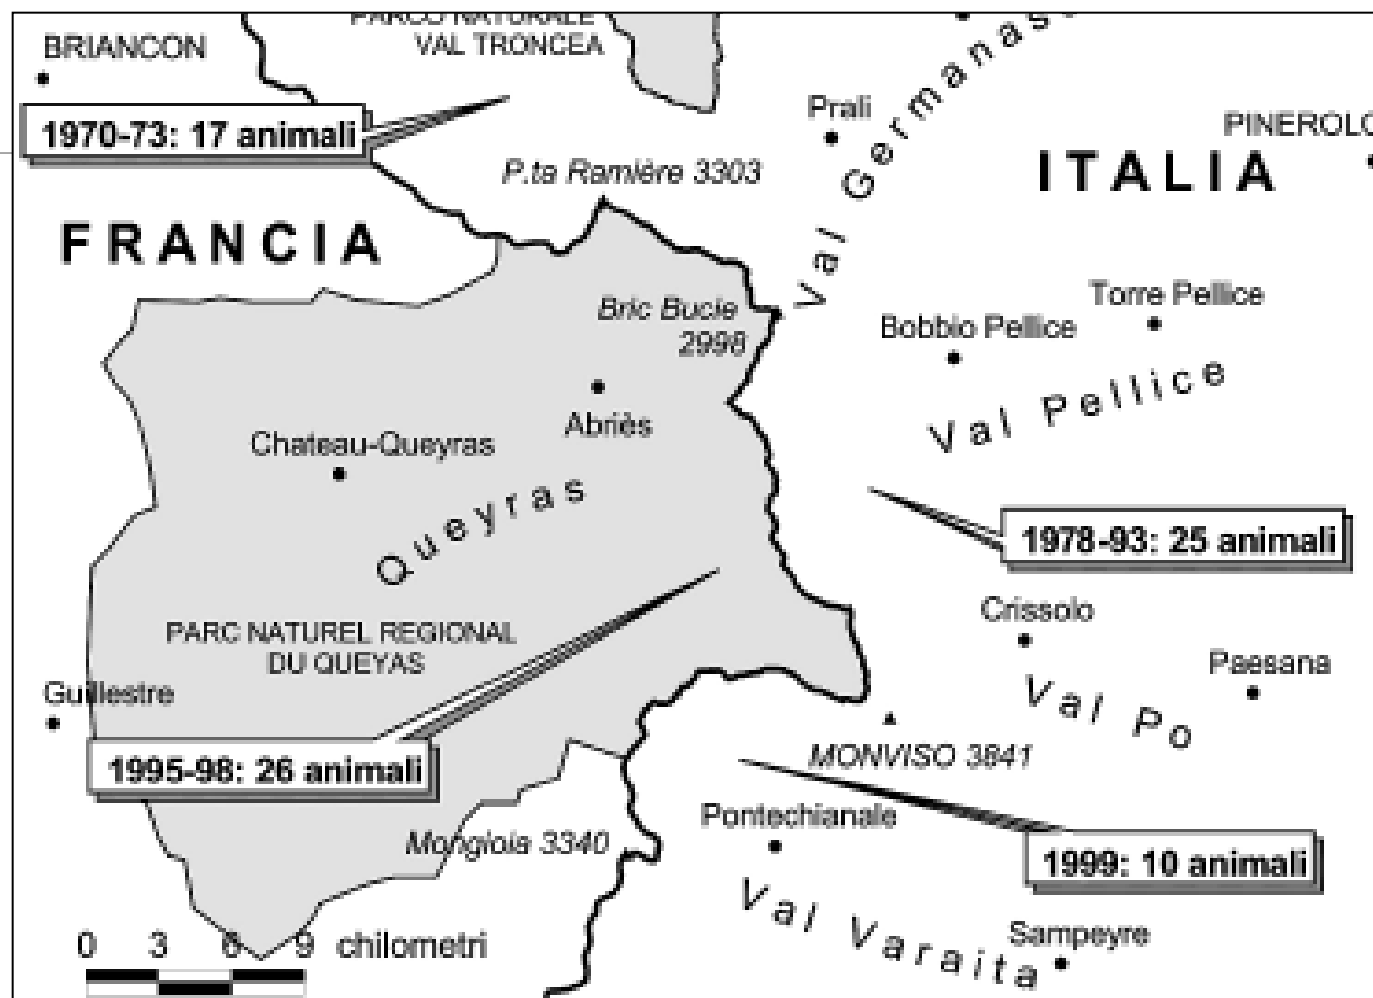 PARCO NATURALE
VAL TRONCEA
BRIANCON
1970-73: 17 animali
Prali
Val Germanas
PINEROLO
ITALIA
P.ta Ramière 3303
FRANCIA
Bric Bucie
2998
Torre Pellice
Bobbio Pellice
Val Pellice
Abriès
Chateau-Queyras
Queyras
1978-93: 25 animali
Crissolo
PARC NATUREL REGIONAL
DU QUEYAS
Paesana
Guillestre
Val Po
MONVISO 3841
1995-98: 26 animali
Pontechianale
Mongioia 3340
1999: 10 animali
Val Varaita
Sampeyre
0 3 6 9 chilometri